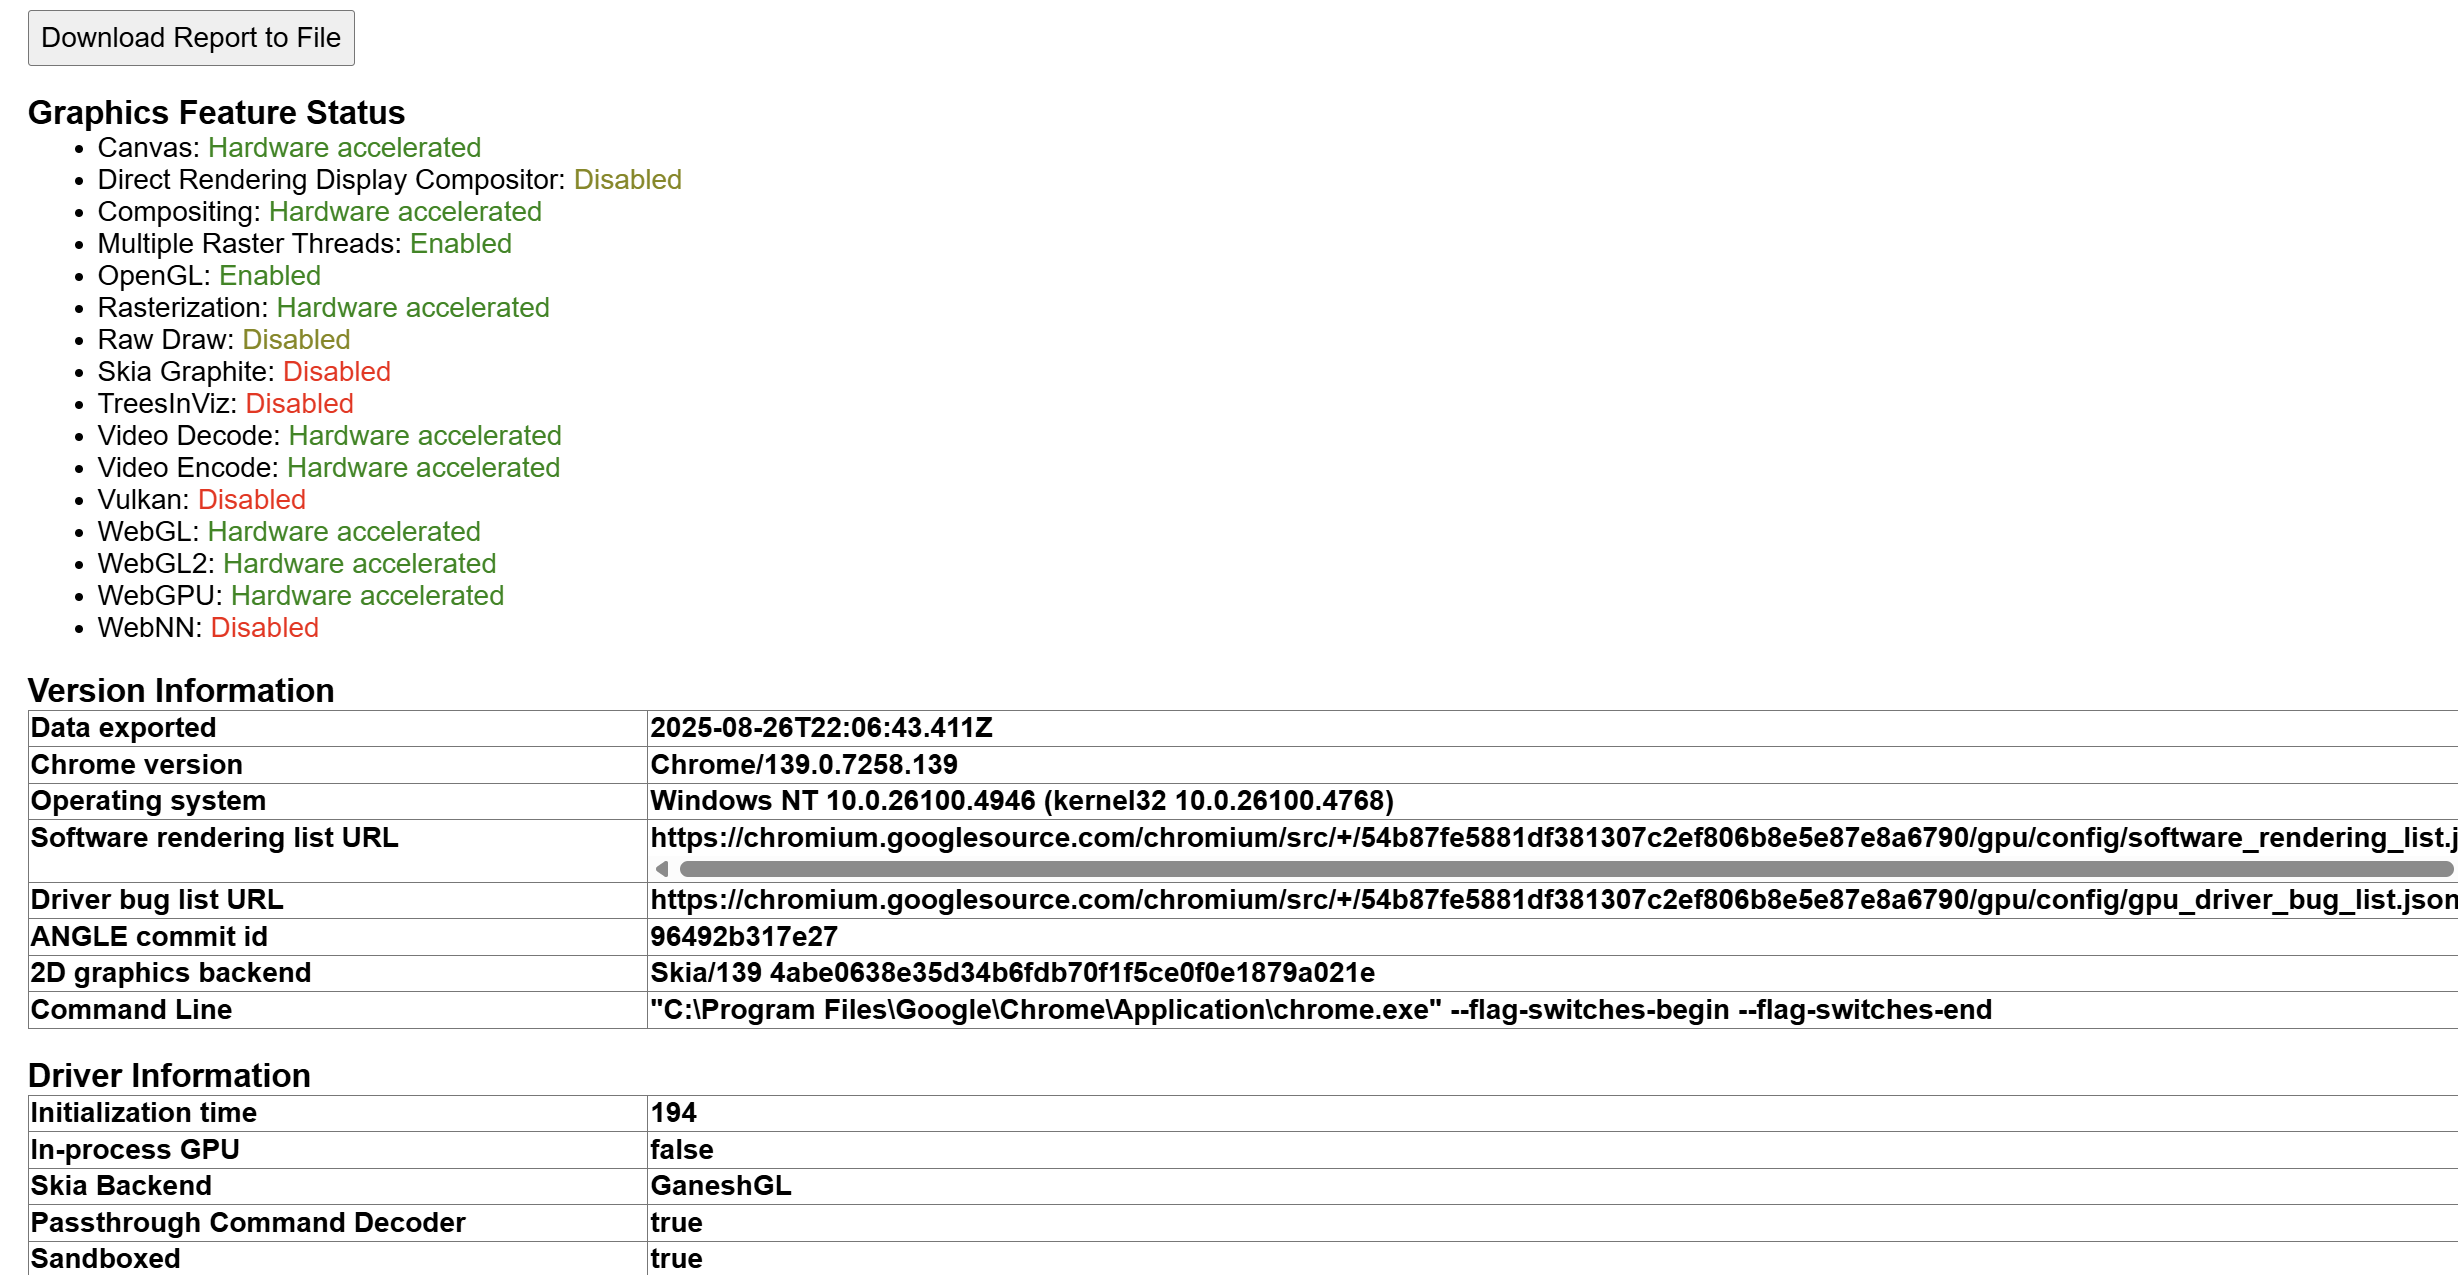 Download Report to File
Graphics Feature Status
Canvas: Hardware accelerated
Direct Rendering Display Compositor: Disabled
Compositing: Hardware accelerated
Multiple Raster Threads: Enabled
OpenGL: Enabled
Rasterization: Hardware accelerated
Raw Draw: Disabled
Skia Graphite: Disabled
TreesInViz: Disabled
Video Decode: Hardware accelerated
Video Encode: Hardware accelerated
Vulkan: Disabled
WebGL: Hardware accelerated
WebGL2: Hardware accelerated
WebGPU: Hardware accelerated
WebNN: Disabled
Version Information
Data exported 2025-08-26T22:06:43.411Z
Chrome version Chrome/139.0.7258.139
Operating system Windows NT 10.0.26100.4946 (kernel32 10.0.26100.4768)
Software rendering list URL https://chromium.googlesource.com/chromium/src/+/54b87fe5881df381307c2ef806b8e5e87e8a6790/gpu/config/software_rendering_list.j
Driver bug list URL https://chromium.googlesource.com/chromium/src/+/54b87fe5881df381307c2ef806b8e5e87e8a6790/gpu/config/gpu_driver_bug_list.json
ANGLE commit id 96492b317e27
2D graphics backend Skia/139 4abe0638e35d34b6fdb70f1f5ce0f0e1879a021e
Command Line "C:\Program Files\Google\Chrome\Application\chrome.exe" --flag-switches-begin --flag-switches-end
Driver Information
Initialization time 194
In-process GPU false
Skia Backend GaneshGL
Passthrough Command Decoder true
Sandboxed true